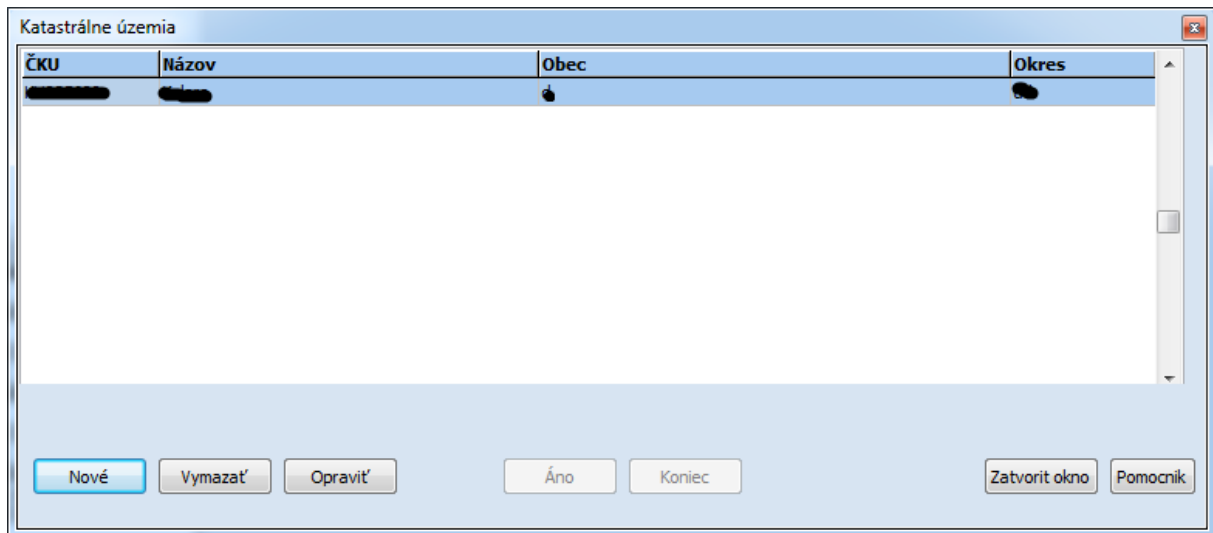 Katastrálne územia
ČKU Názov Obec Okres
Nové Vymazať Opraviť Áno Koniec Zatvorit okno Pomocnik